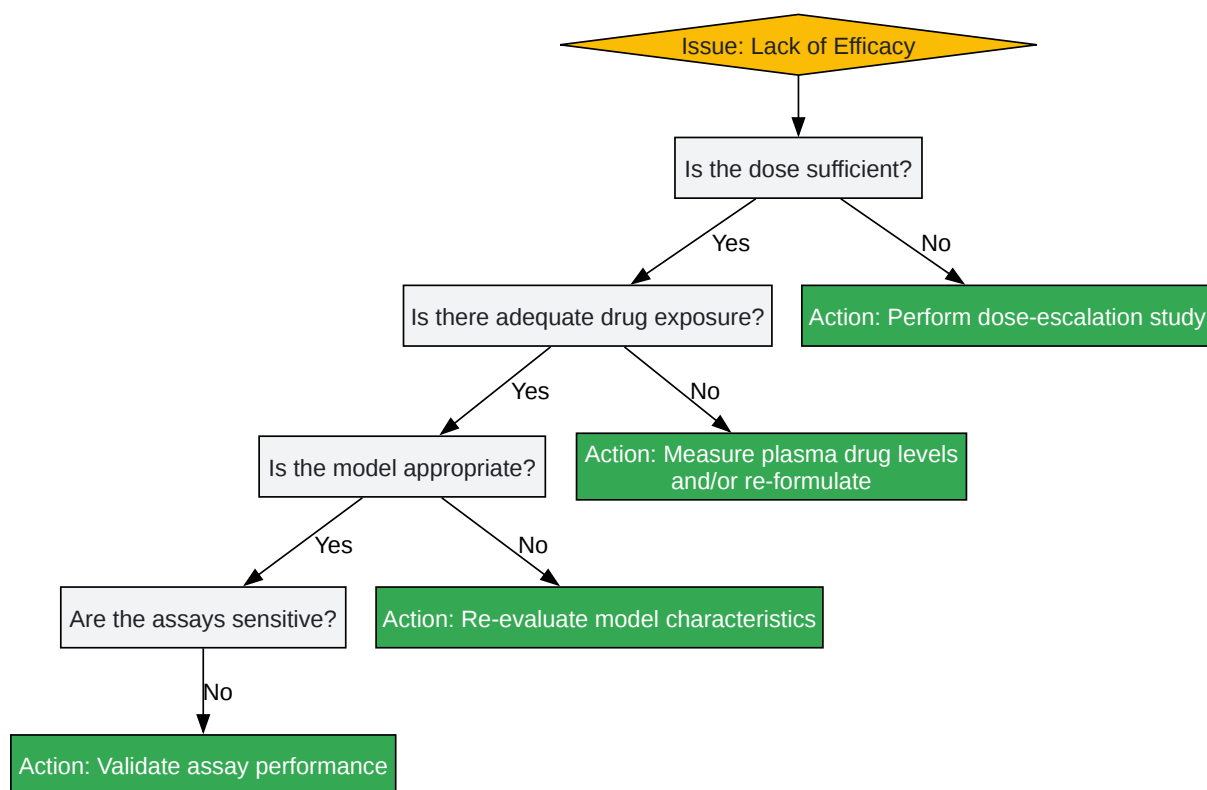 Issue: Lack of Efficacy
Is the dose sufficient?
Yes
No
Is there adequate drug exposure?
Action: Perform dose-escalation study
Yes
No
Is the model appropriate?
Action: Measure plasma drug levels
and/or re-formulate
Yes
No
Are the assays sensitive?
Action: Re-evaluate model characteristics
No
Action: Validate assay performance